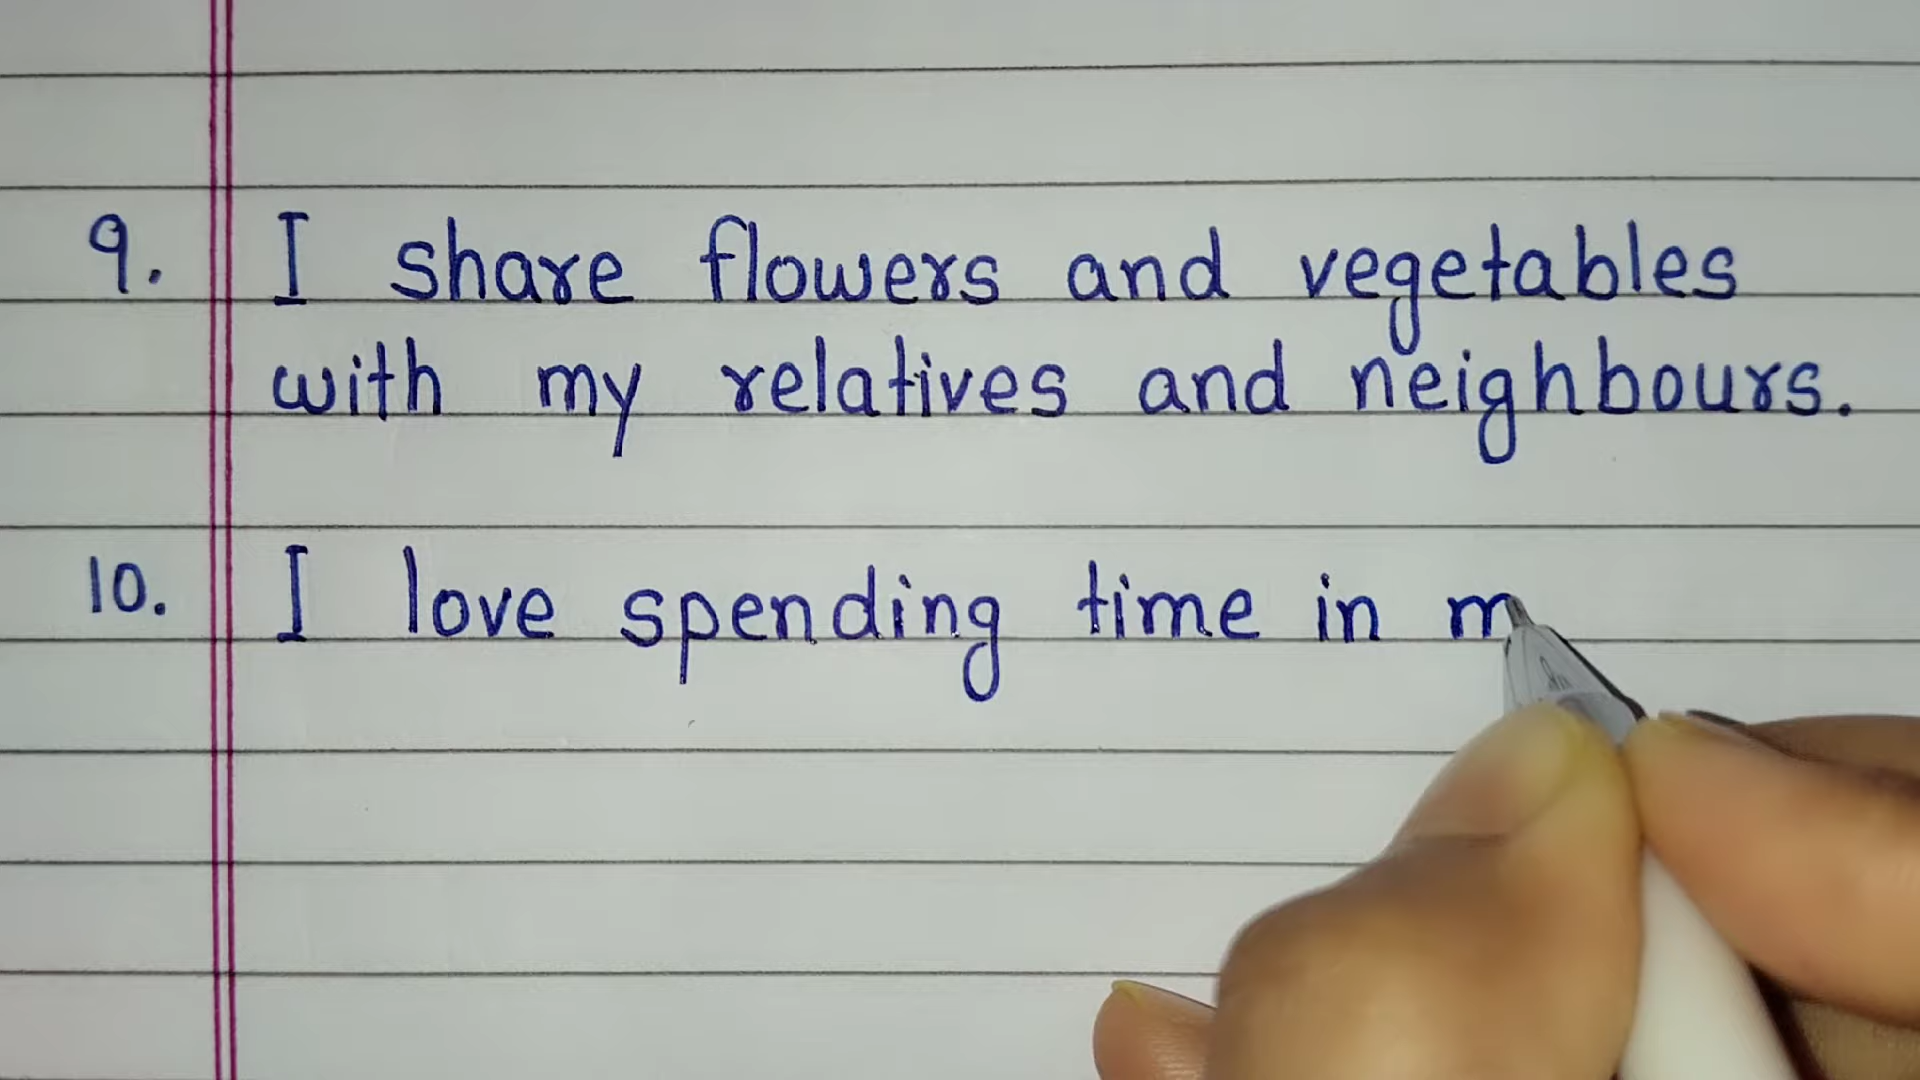 9. I share flowers and vegetables
with my relatives and neighbours.
10. I love spending time in m